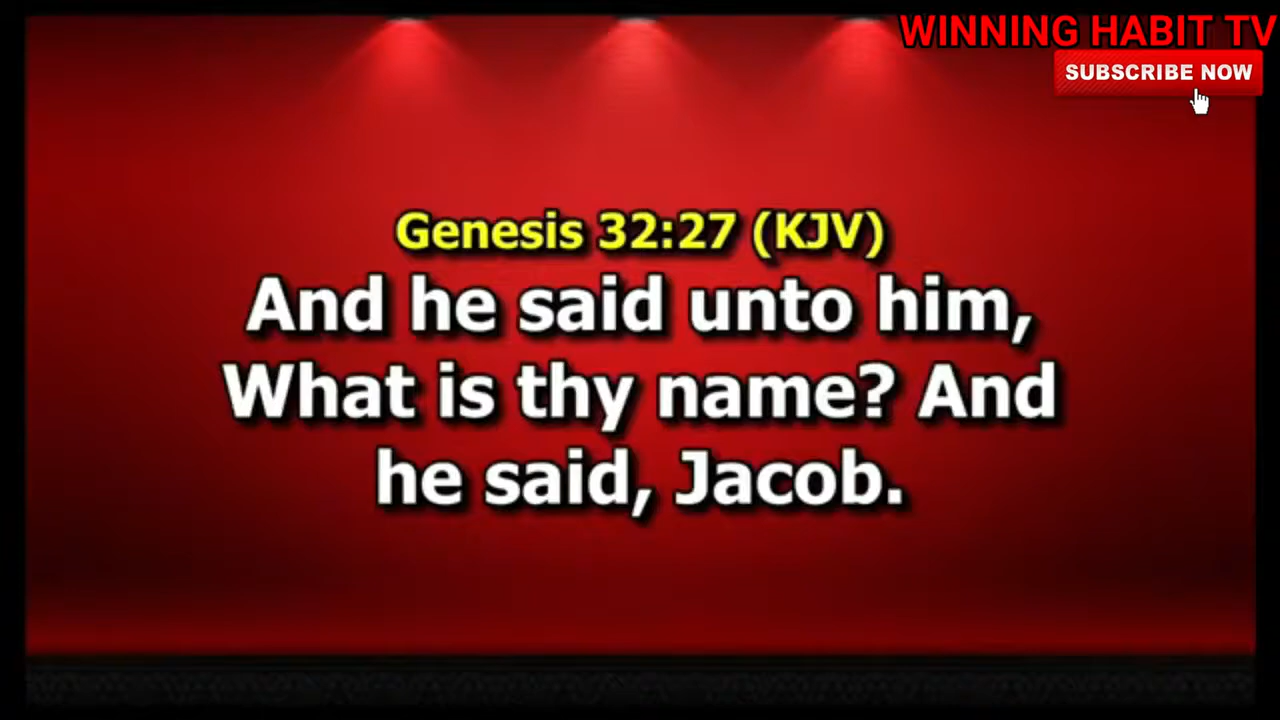 WINNING HABIT TV
SUBSCRIBE NOW
Genesis 32:27 (KJV)
And he said unto him,
What is thy name? And
he said, Jacob.